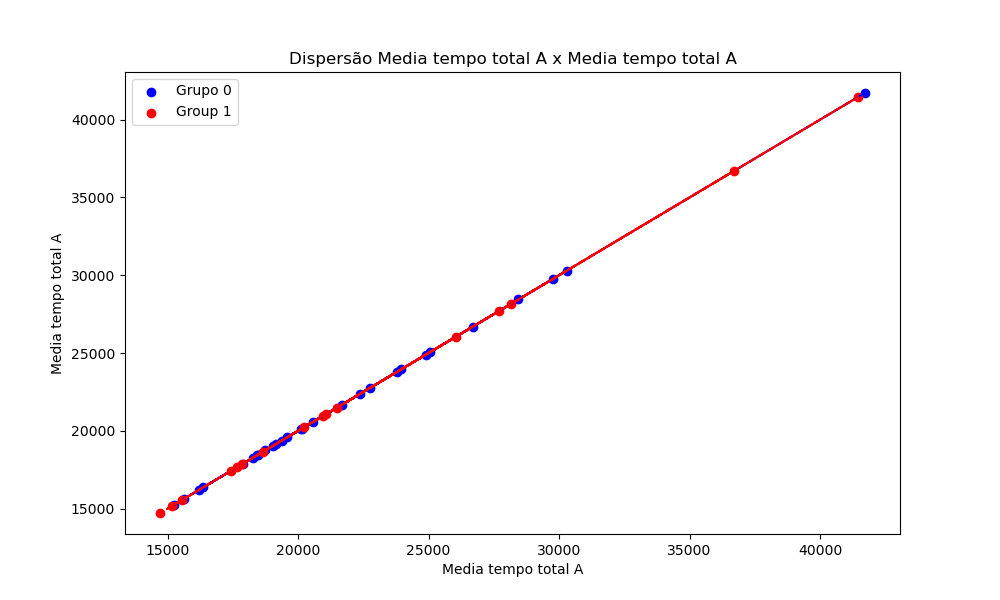 Dispersão Media tempo total A x Media tempo total A
Grupo 0
Group 1
Media tempo total A
40000
35000
30000
25000
20000
15000
15000 20000 25000 30000 35000 40000
Media tempo total A